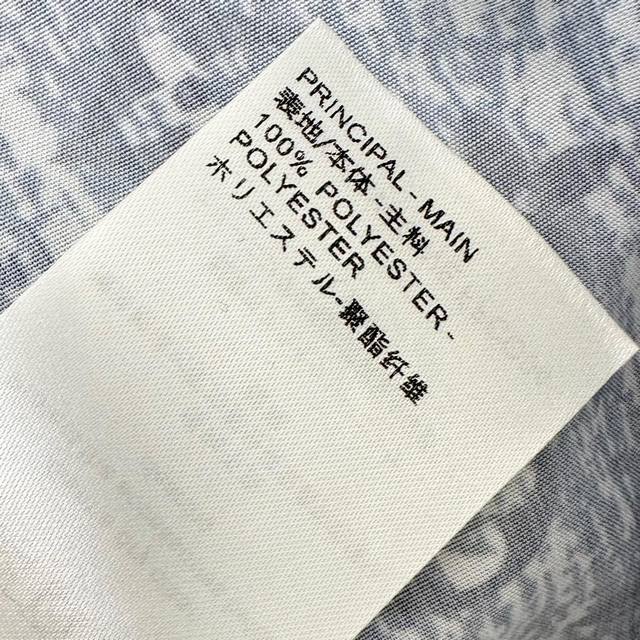 PRINCIPAL - MAIN
表地/本体-主料
100% POLYESTER -
POLYESTER
ポリエステル-聚酯纤维